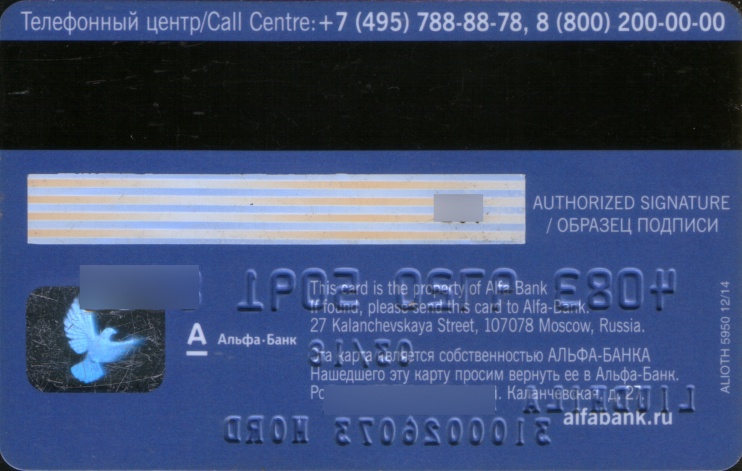 Телефонный центр/Call Centre:+7 (495) 788-88-78, 8 (800) 200-00-00
AUTHORIZED SIGNATURE
/ ОБРАЗЕЦ ПОДПИСИ
This card is the property of Alfa-Bank
If found, please send this card to Alfa-Bank.
27 Kalanchevskaya Street, 107078 Moscow, Russia.
А Альфа·Банк
Эта карта является собственностью АЛЬФА-БАНКА
Нашедшего эту карту просим вернуть ее в Альфа-Банк.
Каланчевская, д. 27.
alfabank.ru
ALIOTH 5950 12/14